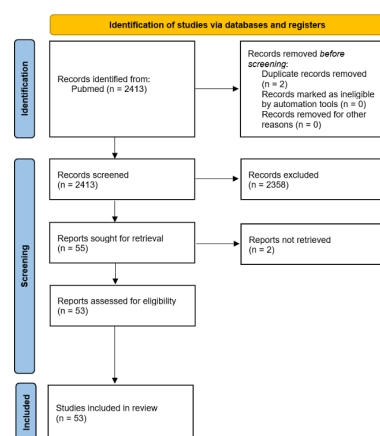 Identification of studies via databases and registers
Identification
Records identified from:
Pubmed (n = 2413)
Records removed before
screening:
Duplicate records removed
(n = 2)
Records marked as ineligible
by automation tools (n = 0)
Records removed for other
reasons (n = 0)
Screening
Records screened
(n = 2413)
Records excluded
(n = 2358)
Reports sought for retrieval
(n = 55)
Reports not retrieved
(n = 2)
Reports assessed for eligibility
(n = 53)
Included
Studies included in review
(n = 53)